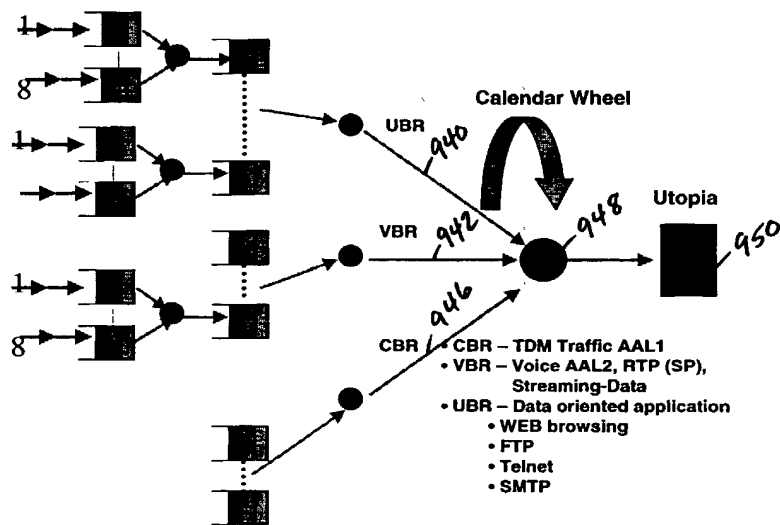 1
8
1
1
8
UBR
940
Calendar Wheel
VBR
942
948
Utopia
950
CBR
946
• CBR – TDM Traffic AAL1
• VBR – Voice AAL2, RTP (SP),
Streaming-Data
• UBR – Data oriented application
• WEB browsing
• FTP
• Telnet
• SMTP